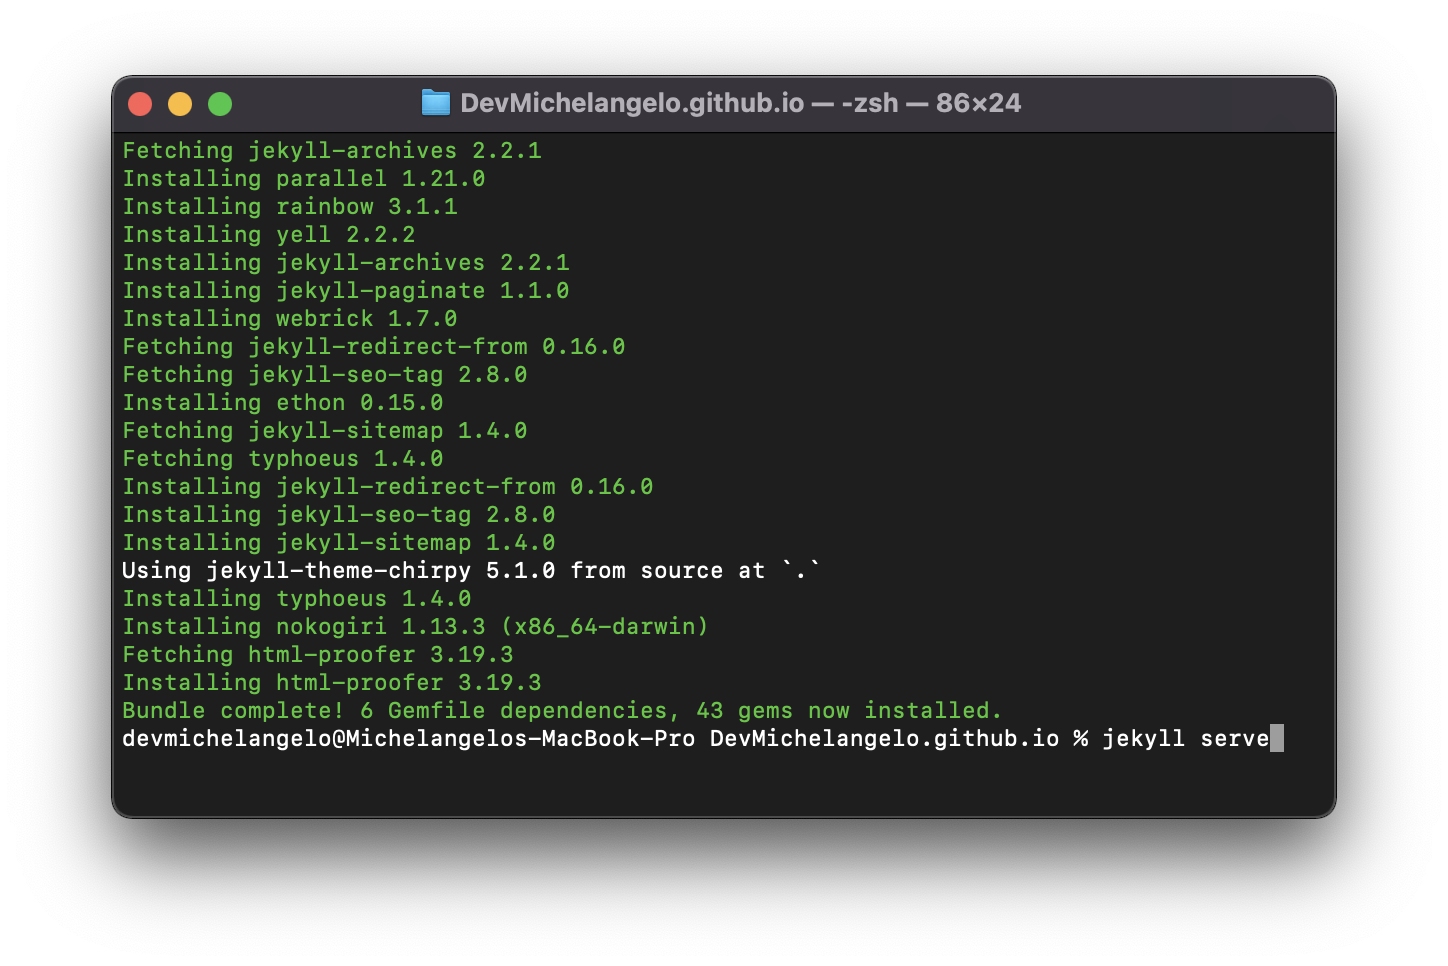 DevMichelangelo.github.io — -zsh — 86×24
Fetching jekyll-archives 2.2.1
Installing parallel 1.21.0
Installing rainbow 3.1.1
Installing yell 2.2.2
Installing jekyll-archives 2.2.1
Installing jekyll-paginate 1.1.0
Installing webrick 1.7.0
Fetching jekyll-redirect-from 0.16.0
Fetching jekyll-seo-tag 2.8.0
Installing ethon 0.15.0
Fetching jekyll-sitemap 1.4.0
Fetching typhoeus 1.4.0
Installing jekyll-redirect-from 0.16.0
Installing jekyll-seo-tag 2.8.0
Installing jekyll-sitemap 1.4.0
Using jekyll-theme-chirpy 5.1.0 from source at `.`
Installing typhoeus 1.4.0
Installing nokogiri 1.13.3 (x86_64-darwin)
Fetching html-proofer 3.19.3
Installing html-proofer 3.19.3
Bundle complete! 6 Gemfile dependencies, 43 gems now installed.
devmichelangelo@Michelangelos-MacBook-Pro DevMichelangelo.github.io % jekyll serve